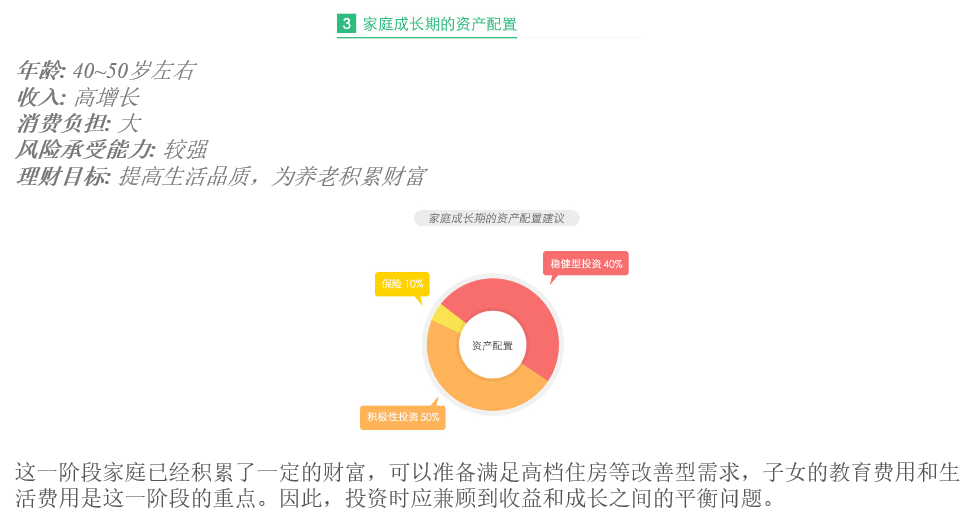 3 家庭成长期的资产配置
年龄: 40~50岁左右
收入: 高增长
消费负担: 大
风险承受能力: 较强
理财目标: 提高生活品质，为养老积累财富
家庭成长期的资产配置建议
稳健型投资 40%
保险 10%
资产配置
积极性投资 50%
这一阶段家庭已经积累了一定的财富，可以准备满足高档住房等改善型需求，子女的教育费用和生
活费用是这一阶段的重点。因此，投资时应兼顾到收益和成长之间的平衡问题。